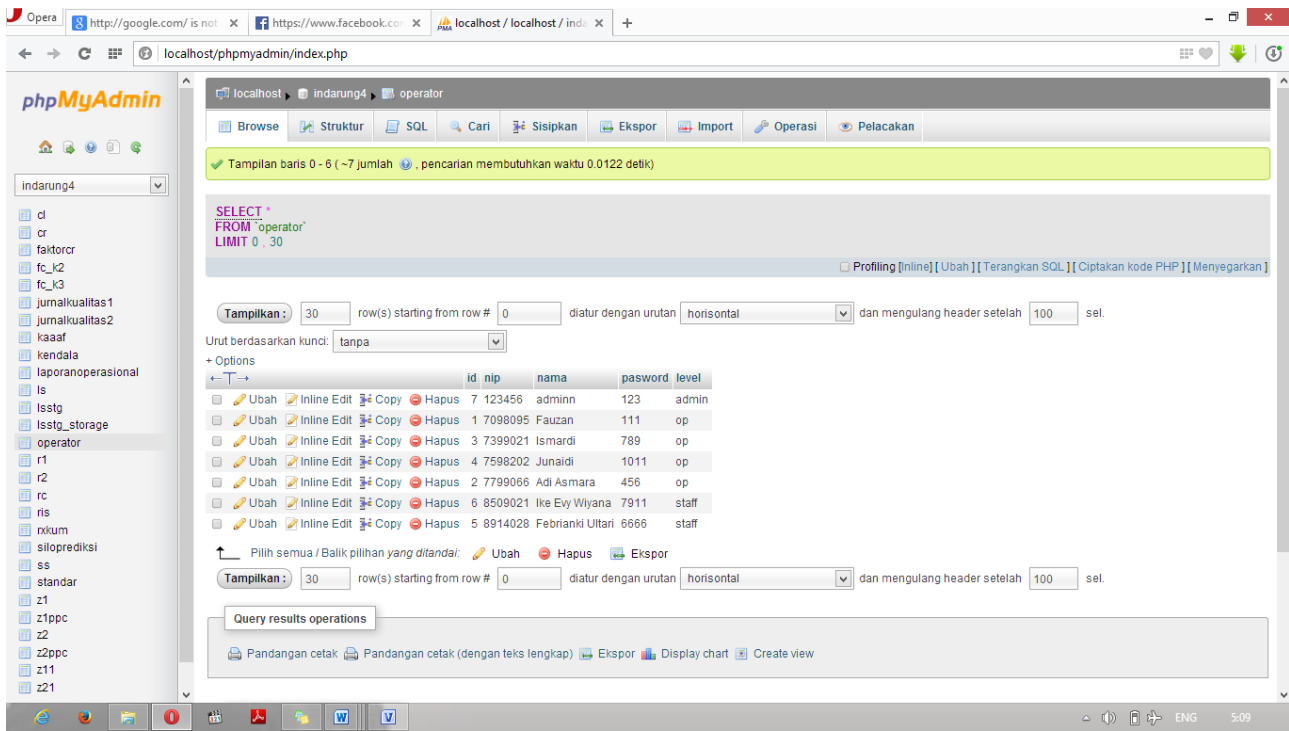 Opera http://google.com/ is not https://www.facebook.com localhost / localhost / inda
localhost/phpmyadmin/index.php
phpMyAdmin
indarung4
cl
cr
faktorcr
fc_k2
fc_k3
jurnalkualitas1
jurnalkualitas2
kaaaf
kendala
laporanoperasional
ls
lsstg
lsstg_storage
operator
r1
r2
rc
ris
rxkum
siloprediksi
ss
standar
z1
z1ppc
z2
z2ppc
z11
z21
localhost indarung4 operator
Browse Struktur SQL Cari Sisipkan Ekspor Import Operasi Pelacakan
Tampilan baris 0 - 6 ( ~7 jumlah , pencarian membutuhkan waktu 0.0122 detik)
SELECT *
FROM `operator`
LIMIT 0 , 30
Profiling [Inline] [ Ubah ] [ Terangkan SQL ] [ Ciptakan kode PHP ] [ Menyegarkan ]
Tampilkan : 30 row(s) starting from row # 0 diatur dengan urutan horisontal dan mengulang header setelah 100 sel.
Urut berdasarkan kunci: tanpa
+ Options
←T→ id nip nama pasword level
Ubah Inline Edit Copy Hapus 7 123456 adminn 123 admin
Ubah Inline Edit Copy Hapus 1 7098095 Fauzan 111 op
Ubah Inline Edit Copy Hapus 3 7399021 Ismardi 789 op
Ubah Inline Edit Copy Hapus 4 7598202 Junaidi 1011 op
Ubah Inline Edit Copy Hapus 2 7799066 Adi Asmara 456 op
Ubah Inline Edit Copy Hapus 6 8509021 Ike Evy Wiyana 7911 staff
Ubah Inline Edit Copy Hapus 5 8914028 Febrianki Ultari 6666 staff
Pilih semua / Balik pilihan yang ditandai: Ubah Hapus Ekspor
Tampilkan : 30 row(s) starting from row # 0 diatur dengan urutan horisontal dan mengulang header setelah 100 sel.
Query results operations
Pandangan cetak Pandangan cetak (dengan teks lengkap) Ekspor Display chart Create view
ENG 5:09